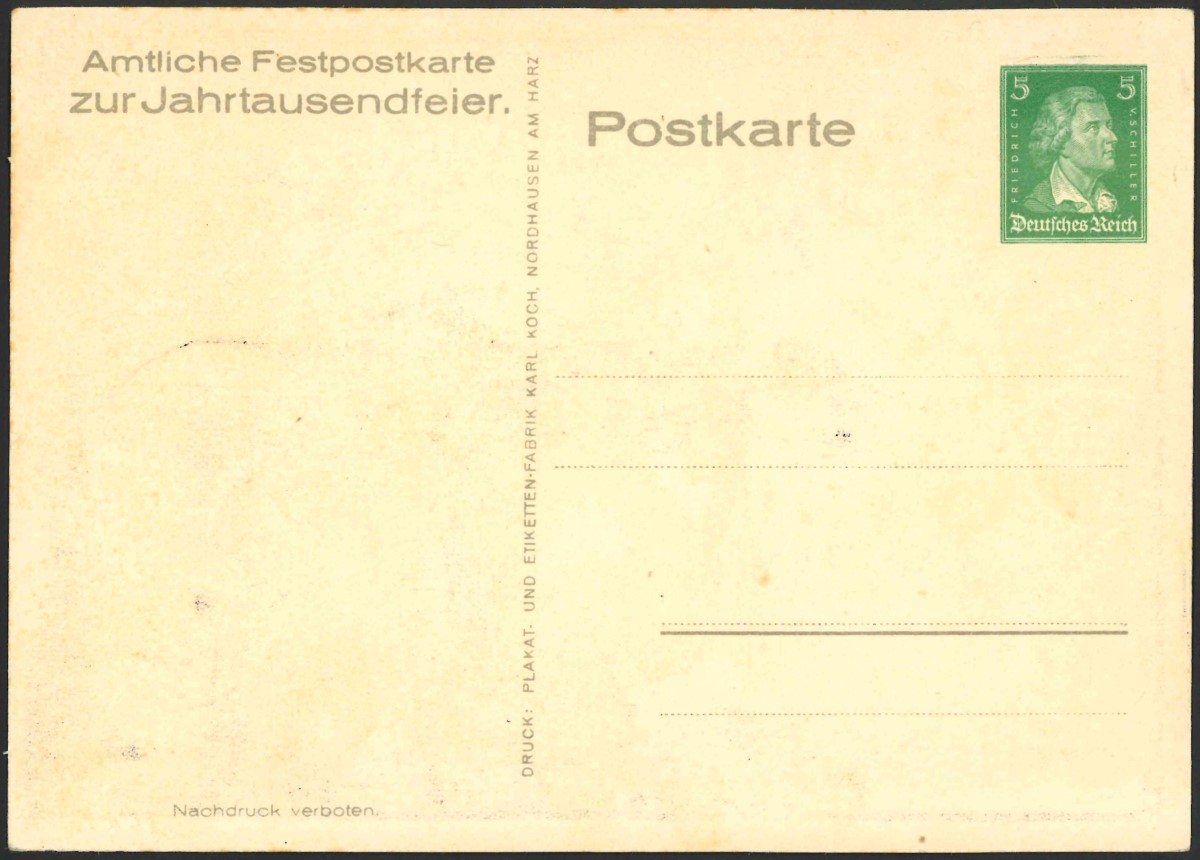 Amtliche Festpostkarte
zur Jahrtausendfeier.
DRUCK: PLAKAT- UND ETIKETTEN-FABRIK KARL KOCH, NORDHAUSEN AM HARZ
Postkarte
5 5
FRIEDRICH
V. SCHILLER
Deutsches Reich
Nachdruck verboten.